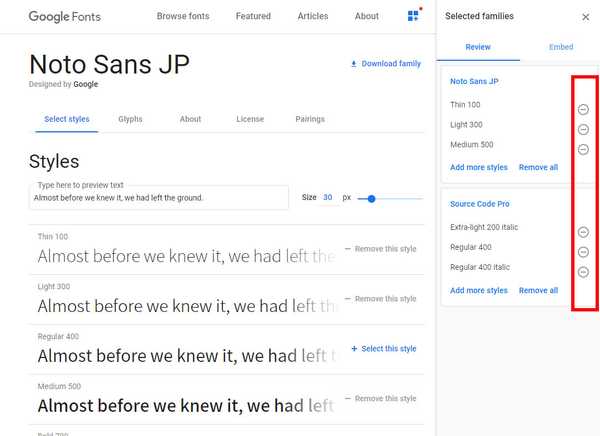 Google Fonts
Browse fonts
Featured
Articles
About
Noto Sans JP
Designed by Google
Download family
Select styles
Glyphs
About
License
Pairings
Styles
Type here to preview text
Almost before we knew it, we had left the ground.
Size 30 px
Thin 100
Almost before we knew it, we had left the
Remove this style
Light 300
Almost before we knew it, we had left th
Remove this style
Regular 400
Almost before we knew it, we had left t
Select this style
Medium 500
Almost before we knew it, we had left
Remove this style
Selected families
Review
Embed
Noto Sans JP
Thin 100
Light 300
Medium 500
Add more styles
Remove all
Source Code Pro
Extra-light 200 italic
Regular 400
Regular 400 italic
Add more styles
Remove all